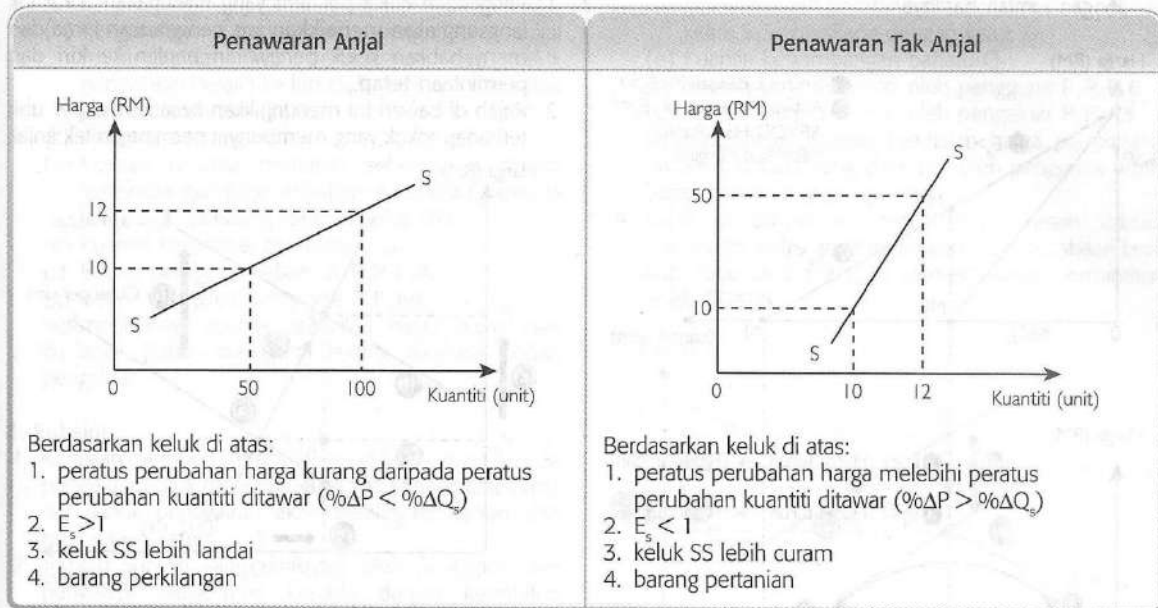 Penawaran Anjal
Harga (RM)
S
12
10
S
0
50
100
Kuantiti (unit)
Berdasarkan keluk di atas:
1. peratus perubahan harga kurang daripada peratus
perubahan kuantiti ditawar (%ΔP < %ΔQₛ)
2. Eₛ>1
3. keluk SS lebih landai
4. barang perkilangan
Penawaran Tak Anjal
Harga (RM)
S
50
10
S
0
10
12
Kuantiti (unit)
Berdasarkan keluk di atas:
1. peratus perubahan harga melebihi peratus
perubahan kuantiti ditawar (%ΔP > %ΔQₛ)
2. Eₛ < 1
3. keluk SS lebih curam
4. barang pertanian